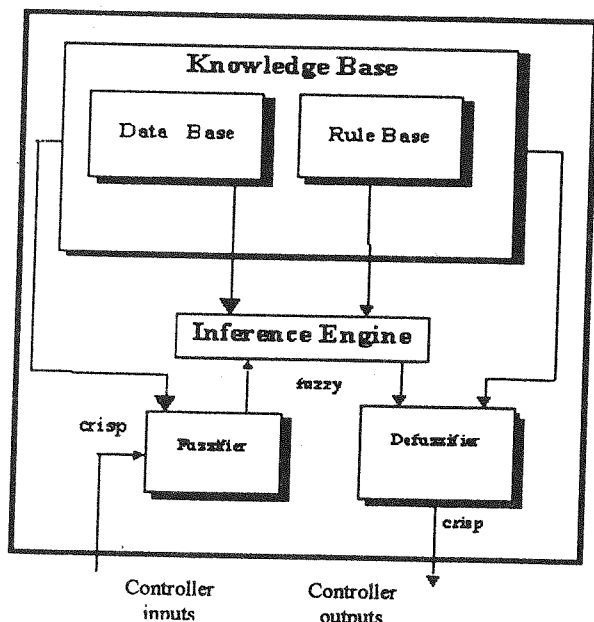 Knowledge Base
Data Base
Rule Base
Inference Engine
fuzzy
crisp
Fuzzifier
Defuzzifier
crisp
Controller
inputs
Controller
outputs